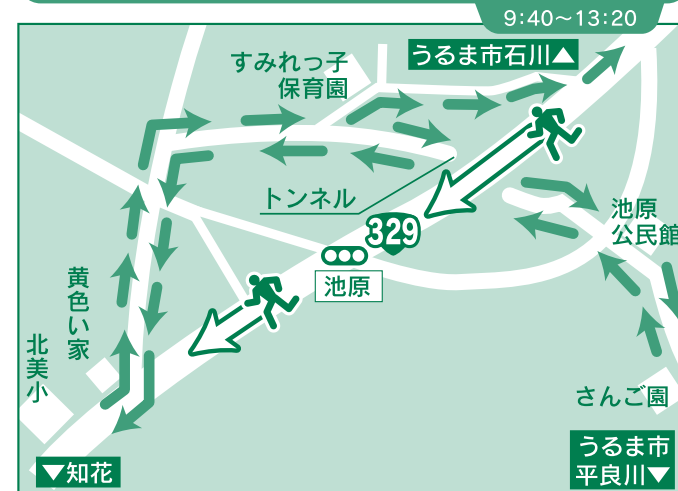 9:40〜13:20
すみれっ子
保育園
うるま市石川▲
トンネル
329
池原
池原
公民館
黄色い家
北美小
さんご園
▼知花
うるま市
平良川▼